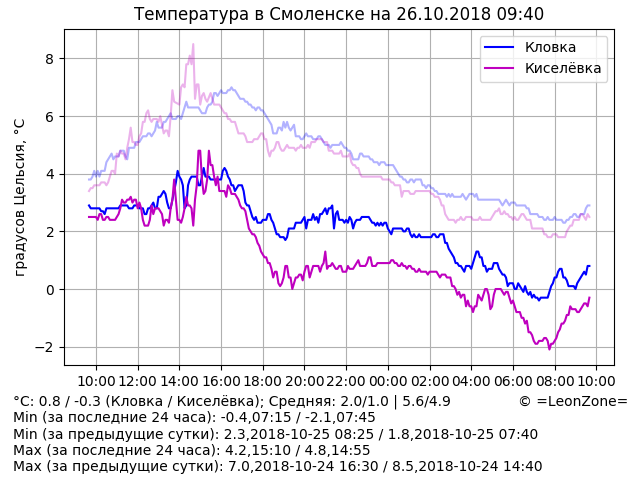 Температура в Смоленске на 26.10.2018 09:40
Кловка
Киселёвка
градусов Цельсия, °C
8
6
4
2
0
−2
10:00 12:00 14:00 16:00 18:00 20:00 22:00 00:00 02:00 04:00 06:00 08:00 10:00
°C: 0.8 / -0.3 (Кловка / Киселёвка); Средняя: 2.0/1.0 | 5.6/4.9 © =LeonZone=
Min (за последние 24 часа): -0.4,07:15 / -2.1,07:45
Min (за предыдущие сутки): 2.3,2018-10-25 08:25 / 1.8,2018-10-25 07:40
Max (за последние 24 часа): 4.2,15:10 / 4.8,14:55
Max (за предыдущие сутки): 7.0,2018-10-24 16:30 / 8.5,2018-10-24 14:40